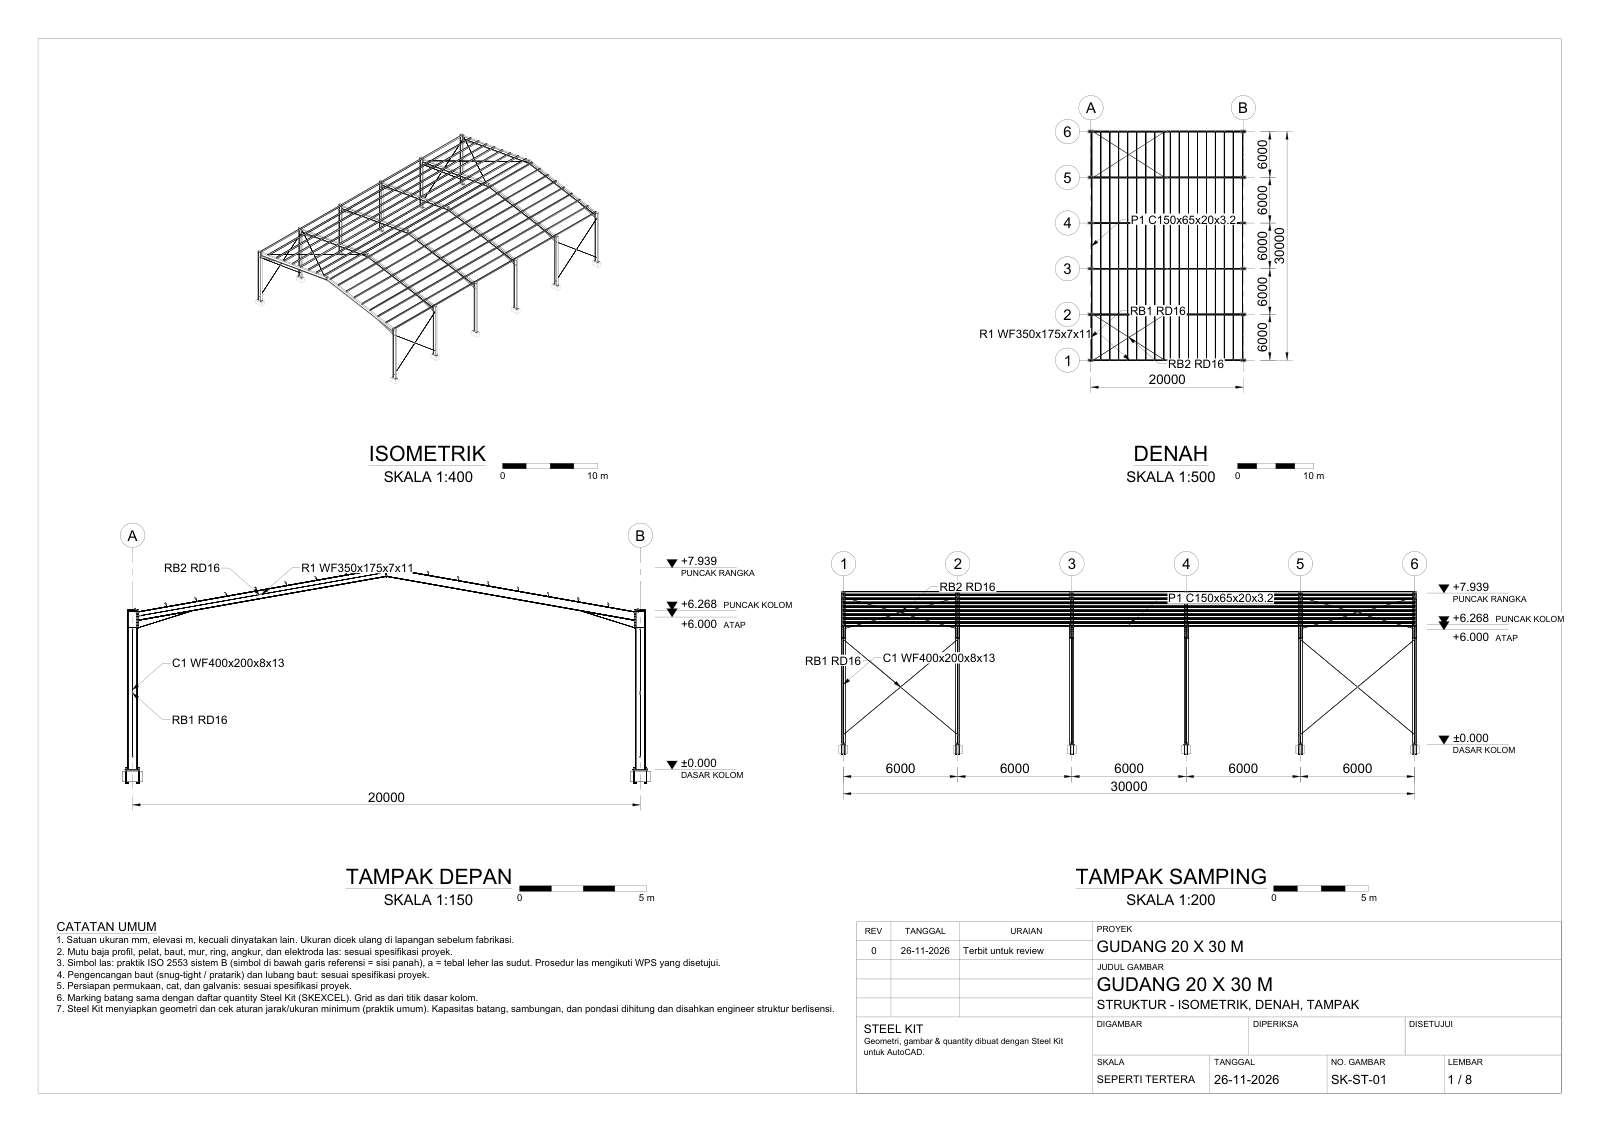 A
B
6
5
4
3
2
1
6000
6000
6000
6000
6000
30000
P1 C150x65x20x3.2
RB1 RD16
R1 WF350x175x7x11
RB2 RD16
20000
ISOMETRIK
SKALA 1:400
0
10 m
DENAH
SKALA 1:500
0
10 m
A
B
RB2 RD16
R1 WF350x175x7x11
+7.939
PUNCAK RANGKA
+6.268 PUNCAK KOLOM
+6.000 ATAP
C1 WF400x200x8x13
RB1 RD16
±0.000
DASAR KOLOM
20000
TAMPAK DEPAN
SKALA 1:150
0
5 m
1
2
3
4
5
6
RB2 RD16
P1 C150x65x20x3.2
+7.939
PUNCAK RANGKA
+6.268 PUNCAK KOLOM
+6.000 ATAP
RB1 RD16
C1 WF400x200x8x13
±0.000
DASAR KOLOM
6000
6000
6000
6000
6000
30000
TAMPAK SAMPING
SKALA 1:200
0
5 m
CATATAN UMUM
1. Satuan ukuran mm, elevasi m, kecuali dinyatakan lain. Ukuran dicek ulang di lapangan sebelum fabrikasi.
2. Mutu baja profil, pelat, baut, mur, ring, angkur, dan elektroda las: sesuai spesifikasi proyek.
3. Simbol las: praktik ISO 2553 sistem B (simbol di bawah garis referensi = sisi panah), a = tebal leher las sudut. Prosedur las mengikuti WPS yang disetujui.
4. Pengencangan baut (snug-tight / pratarik) dan lubang baut: sesuai spesifikasi proyek.
5. Persiapan permukaan, cat, dan galvanis: sesuai spesifikasi proyek.
6. Marking batang sama dengan daftar quantity Steel Kit (SKEXCEL). Grid as dari titik dasar kolom.
7. Steel Kit menyiapkan geometri dan cek aturan jarak/ukuran minimum (praktik umum). Kapasitas batang, sambungan, dan pondasi dihitung dan disahkan engineer struktur berlisensi.
REV
TANGGAL
URAIAN
0
26-11-2026
Terbit untuk review
STEEL KIT
Geometri, gambar & quantity dibuat dengan Steel Kit
untuk AutoCAD.
PROYEK
GUDANG 20 X 30 M
JUDUL GAMBAR
GUDANG 20 X 30 M
STRUKTUR - ISOMETRIK, DENAH, TAMPAK
DIGAMBAR
DIPERIKSA
DISETUJUI
SKALA
TANGGAL
NO. GAMBAR
LEMBAR
SEPERTI TERTERA
26-11-2026
SK-ST-01
1 / 8